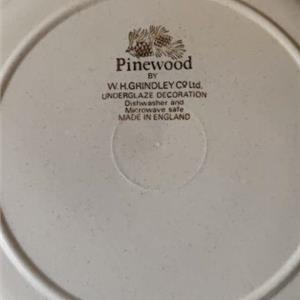 Pinewood
BY
W.H.GRINDLEY Co Ltd.
UNDERGLAZE DECORATION
Dishwasher and
Microwave safe
MADE IN ENGLAND